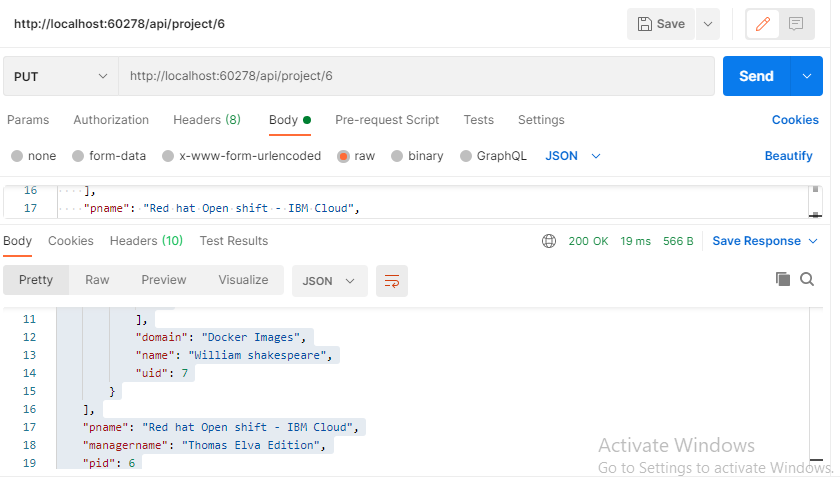 http://localhost:60278/api/project/6
Save
PUT
http://localhost:60278/api/project/6
Send
Params Authorization Headers (8) Body Pre-request Script Tests Settings Cookies
none form-data x-www-form-urlencoded raw binary GraphQL JSON Beautify
16 ],
17 "pname": "Red hat Open shift - IBM Cloud",
Body Cookies Headers (10) Test Results 200 OK 19 ms 566 B Save Response
Pretty Raw Preview Visualize JSON
11 ],
12 "domain": "Docker Images",
13 "name": "William shakespeare",
14 "uid": 7
15 }
16 ],
17 "pname": "Red hat Open shift - IBM Cloud",
18 "managername": "Thomas Elva Edition",
19 "pid": 6
Activate Windows
Go to Settings to activate Windows.